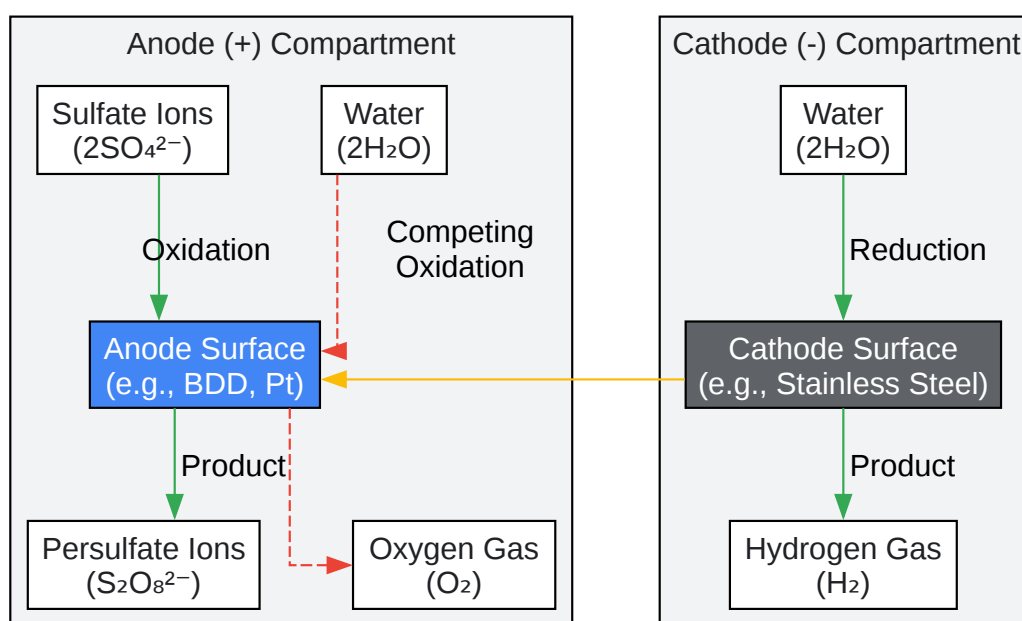 Anode (+) Compartment
Sulfate Ions
(2SO₄²⁻)
Water
(2H₂O)
Oxidation
Competing
Oxidation
Anode Surface
(e.g., BDD, Pt)
Product
Persulfate Ions
(S₂O₈²⁻)
Oxygen Gas
(O₂)
Cathode (-) Compartment
Water
(2H₂O)
Reduction
Cathode Surface
(e.g., Stainless Steel)
Product
Hydrogen Gas
(H₂)